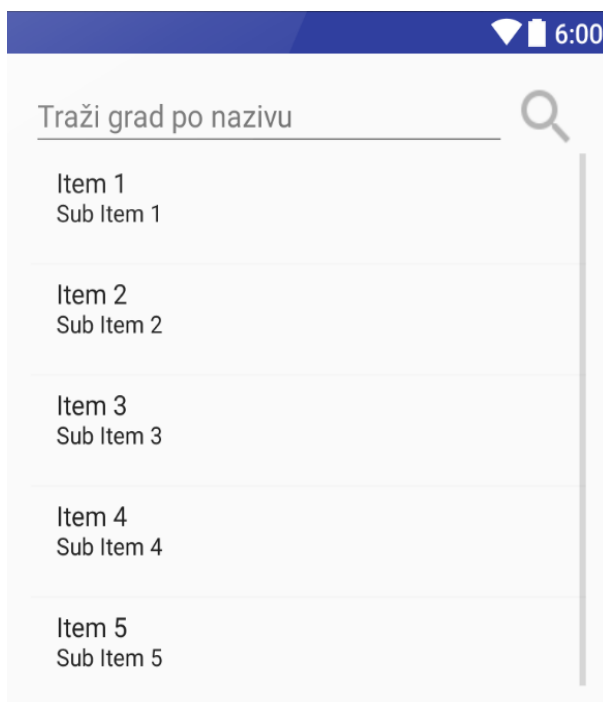 6:00
Traži grad po nazivu
Item 1
Sub Item 1
Item 2
Sub Item 2
Item 3
Sub Item 3
Item 4
Sub Item 4
Item 5
Sub Item 5